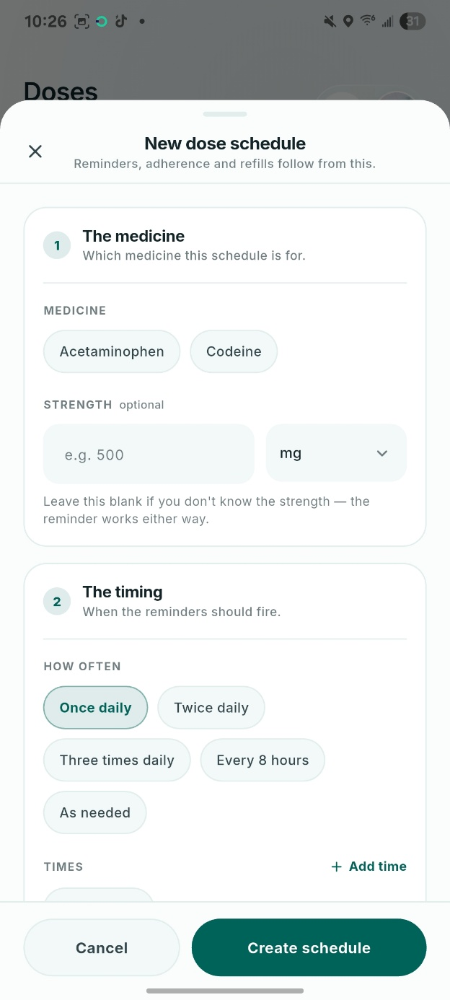 10:26
31
Doses
New dose schedule
Reminders, adherence and refills follow from this.
1
The medicine
Which medicine this schedule is for.
MEDICINE
Acetaminophen
Codeine
STRENGTH optional
e.g. 500
mg
Leave this blank if you don't know the strength — the
reminder works either way.
2
The timing
When the reminders should fire.
HOW OFTEN
Once daily
Twice daily
Three times daily
Every 8 hours
As needed
TIMES
+ Add time
Cancel
Create schedule